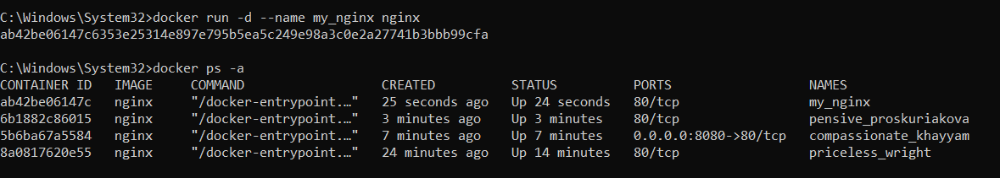 C:\Windows\System32>docker run -d --name my_nginx nginx
ab42be06147c6353e25314e897e795b5ea5c249e98a3c0e2a27741b3bbb99cfa
C:\Windows\System32>docker ps -a
CONTAINER ID   IMAGE     COMMAND                  CREATED          STATUS          PORTS                  NAMES
ab42be06147c   nginx     "/docker-entrypoint.…"   25 seconds ago   Up 24 seconds   80/tcp                 my_nginx
6b1882c86015   nginx     "/docker-entrypoint.…"   3 minutes ago    Up 3 minutes    80/tcp                 pensive_proskuriakova
5b6ba67a5584   nginx     "/docker-entrypoint.…"   7 minutes ago    Up 7 minutes    0.0.0.0:8080->80/tcp   compassionate_khayyam
8a0817620e55   nginx     "/docker-entrypoint.…"   24 minutes ago   Up 14 minutes   80/tcp                 priceless_wright